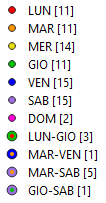 LUN [11]
MAR [11]
MER [14]
GIO [11]
VEN [15]
SAB [15]
DOM [2]
LUN-GIO [3]
MAR-VEN [1]
MAR-SAB [5]
GIO-SAB [1]